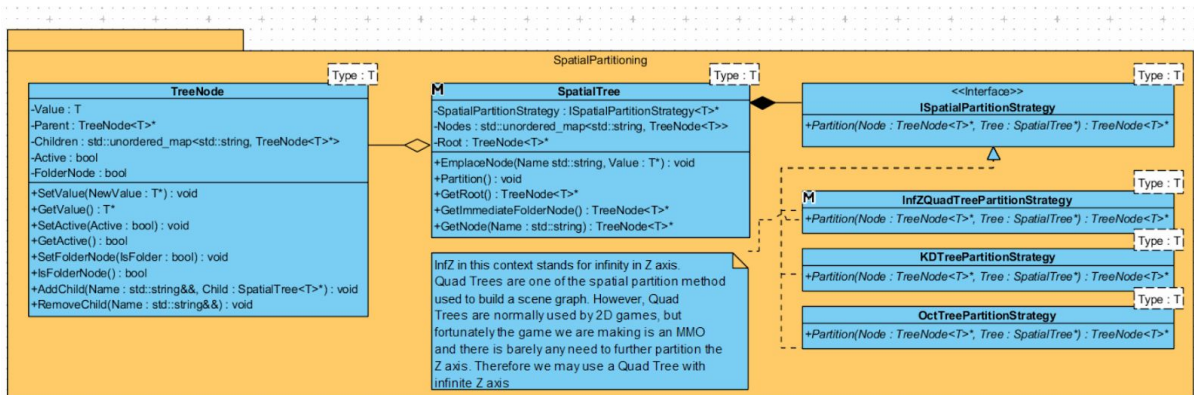 SpatialPartitioning
Type : T
TreeNode
-Value : T
-Parent : TreeNode<T>*
-Children : std::unordered_map<std::string, TreeNode<T>*>
-Active : bool
-FolderNode : bool
+SetValue(NewValue : T*) : void
+GetValue() : T*
+SetActive(Active : bool) : void
+GetActive() : bool
+SetFolderNode(IsFolder : bool) : void
+IsFolderNode() : bool
+AddChild(Name : std::string&&, Child : SpatialTree<T>*) : void
+RemoveChild(Name : std::string&&) : void
Type : T
M
SpatialTree
-SpatialPartitionStrategy : ISpatialPartitionStrategy<T>*
-Nodes : std::unordered_map<std::string, TreeNode<T>>
-Root : TreeNode<T>*
+EmplaceNode(Name std::string, Value : T*) : void
+Partition() : void
+GetRoot() : TreeNode<T>*
+GetImmediateFolderNode() : TreeNode<T>*
+GetNode(Name : std::string) : TreeNode<T>*
InfZ in this context stands for infinity in Z axis.
Quad Trees are one of the spatial partition method
used to build a scene graph. However, Quad
Trees are normally used by 2D games, but
fortunately the game we are making is an MMO
and there is barely any need to further partition the
Z axis. Therefore we may use a Quad Tree with
infinite Z axis
Type : T
<<Interface>>
ISpatialPartitionStrategy
+Partition(Node : TreeNode<T>*, Tree : SpatialTree*) : TreeNode<T>*
Type : T
M
InfZQuadTreePartitionStrategy
+Partition(Node : TreeNode<T>*, Tree : SpatialTree*) : TreeNode<T>*
Type : T
KDTreePartitionStrategy
+Partition(Node : TreeNode<T>*, Tree : SpatialTree*) : TreeNode<T>*
Type : T
OctTreePartitionStrategy
+Partition(Node : TreeNode<T>*, Tree : SpatialTree*) : TreeNode<T>*